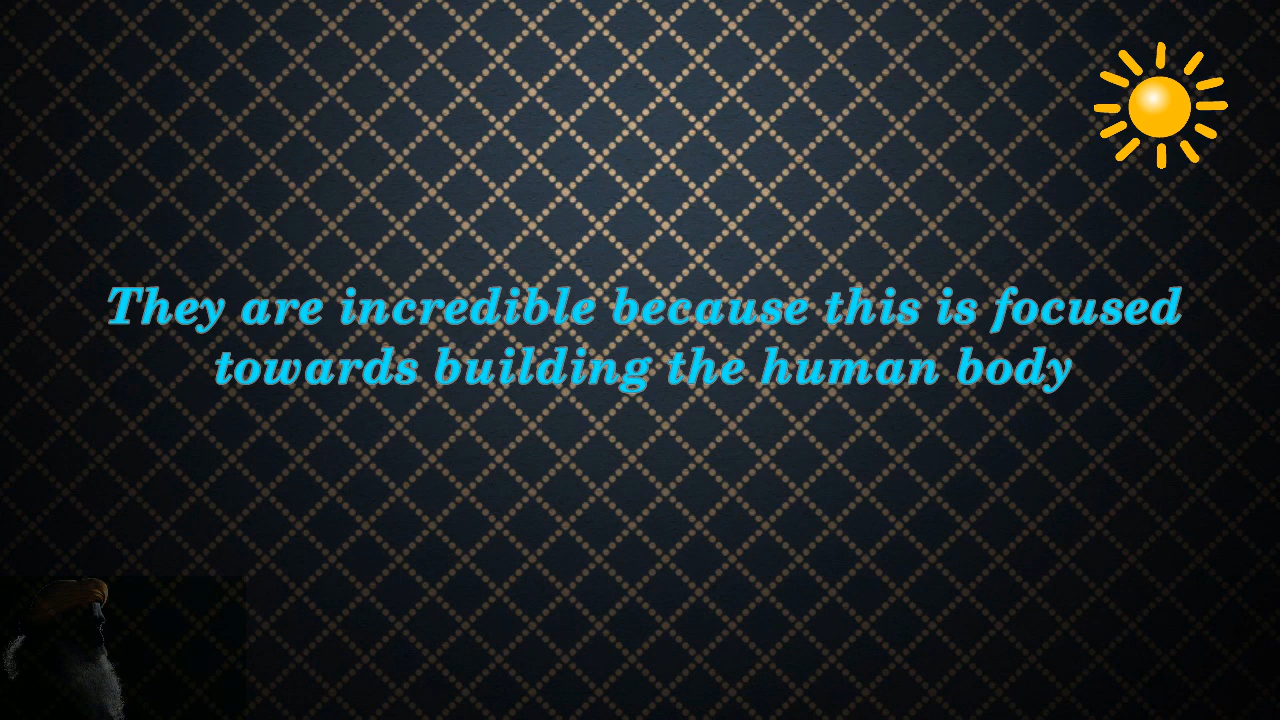 They are incredible because this is focused
towards building the human body